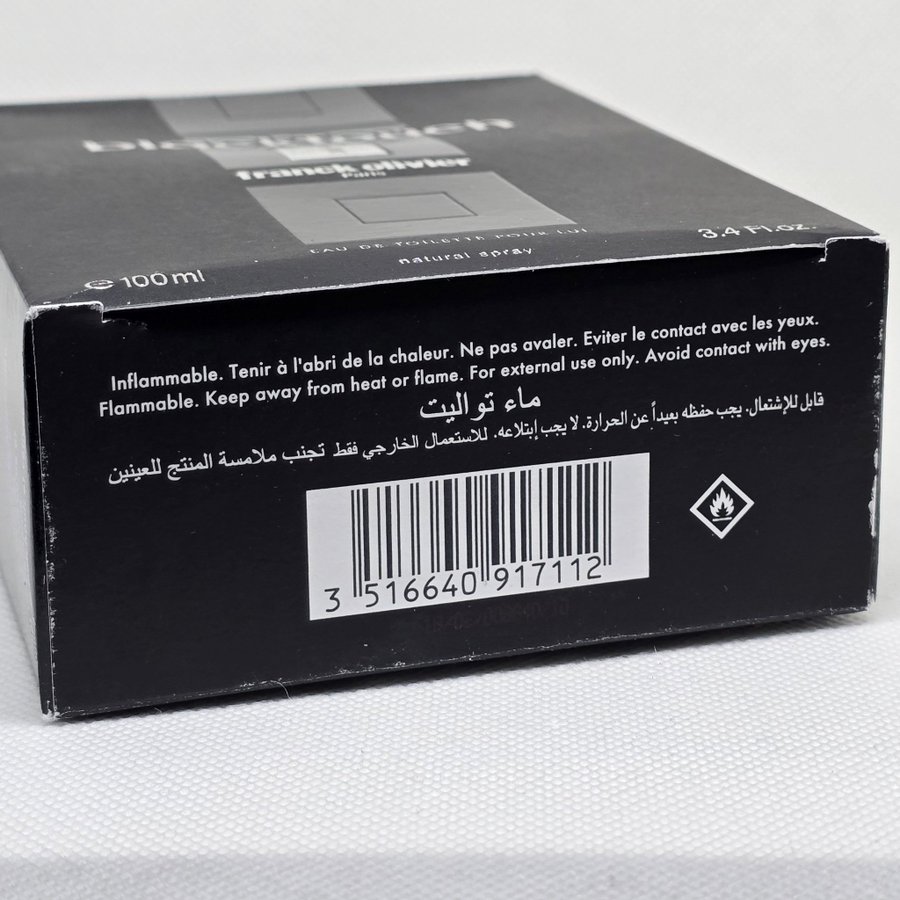 black touch
franck olivier
Paris
EAU DE TOILETTE POUR LUI
natural spray
℮ 100 ml
3.4 Fl.oz.
Inflammable. Tenir à l'abri de la chaleur. Ne pas avaler. Eviter le contact avec les yeux.
Flammable. Keep away from heat or flame. For external use only. Avoid contact with eyes.
ماء تواليت
قابل للإشتعال. يجب حفظه بعيداً عن الحرارة. لا يجب إبتلاعه. للاستعمال الخارجي فقط تجنب ملامسة المنتج للعينين
3 516640 917112